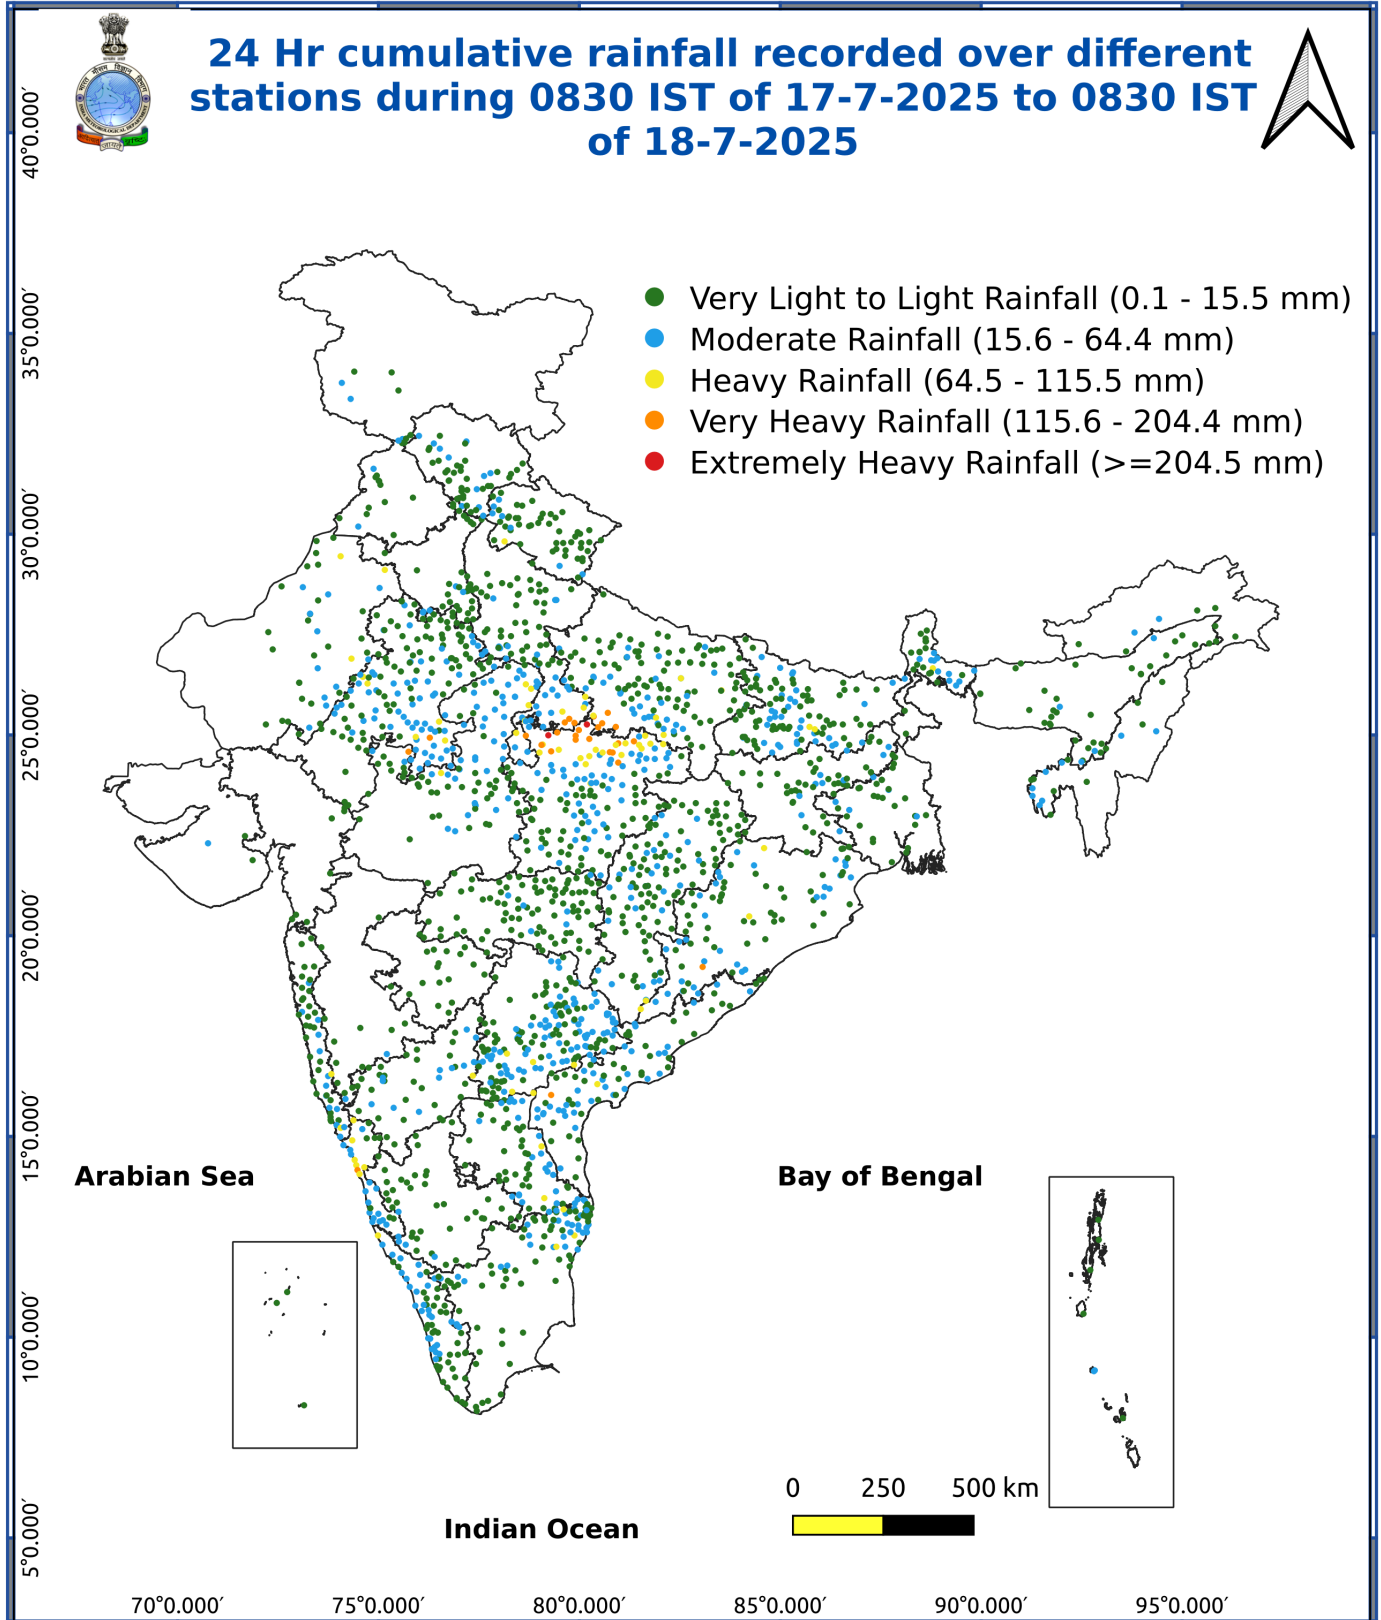 24 Hr cumulative rainfall recorded over different
stations during 0830 IST of 17-7-2025 to 0830 IST
of 18-7-2025
Very Light to Light Rainfall (0.1 - 15.5 mm)
Moderate Rainfall (15.6 - 64.4 mm)
Heavy Rainfall (64.5 - 115.5 mm)
Very Heavy Rainfall (115.6 - 204.4 mm)
Extremely Heavy Rainfall (>=204.5 mm)
40°0.000′
35°0.000′
30°0.000′
25°0.000′
20°0.000′
15°0.000′
10°0.000′
5°0.000′
Arabian Sea
Bay of Bengal
Indian Ocean
0 250 500 km
70°0.000′ 75°0.000′ 80°0.000′ 85°0.000′ 90°0.000′ 95°0.000′